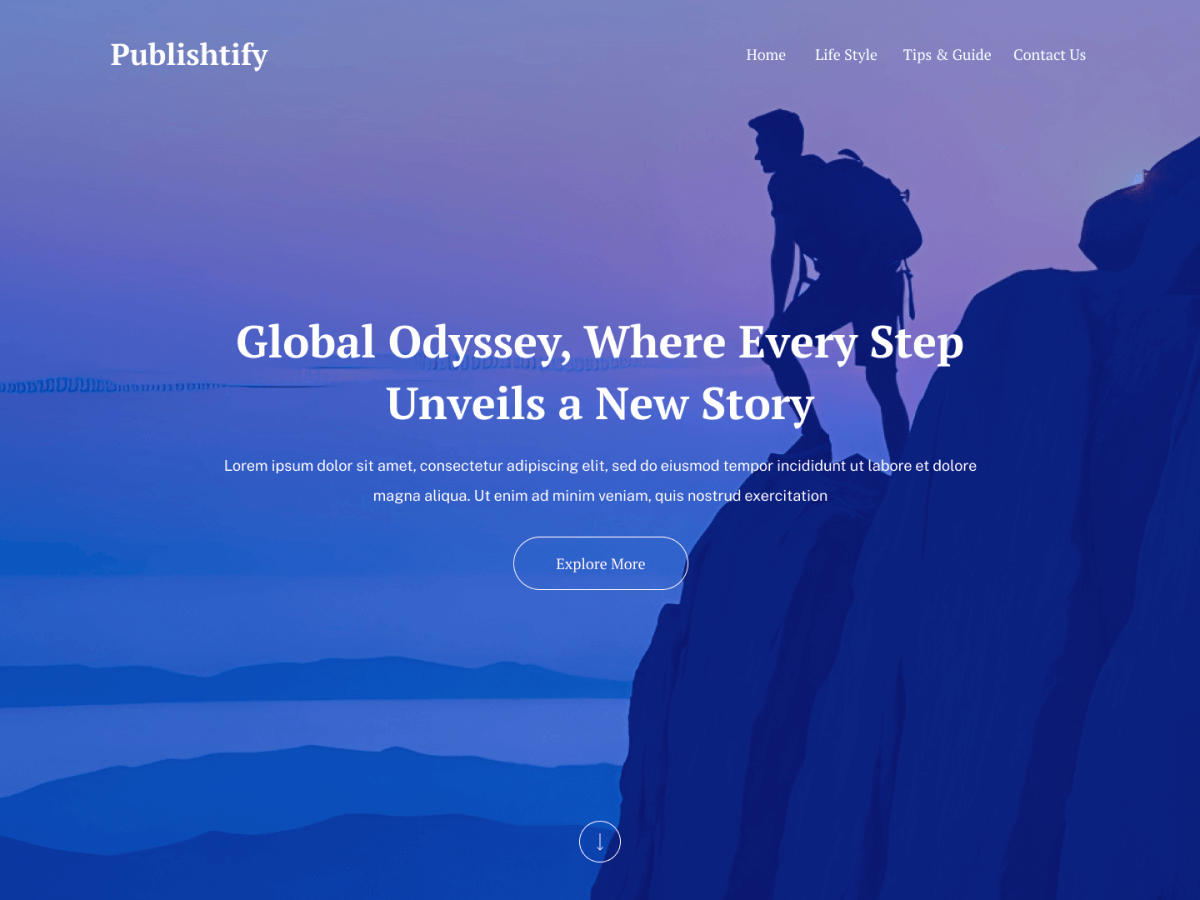 Publishtify
Home Life Style Tips & Guide Contact Us
Global Odyssey, Where Every Step
Unveils a New Story
Lorem ipsum dolor sit amet, consectetur adipiscing elit, sed do eiusmod tempor incididunt ut labore et dolore
magna aliqua. Ut enim ad minim veniam, quis nostrud exercitation
Explore More